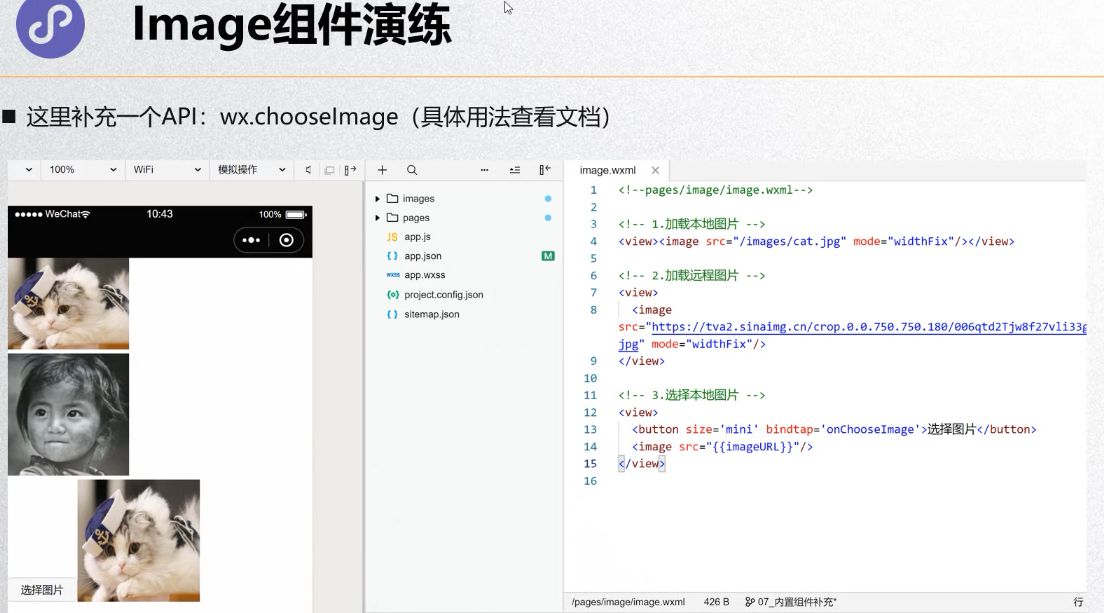 Image组件演练
■ 这里补充一个API：wx.chooseImage（具体用法查看文档）
100% WiFi 模拟操作
WeChat 10:43 100%
选择图片
images
pages
JS app.js
{ } app.json M
wxss app.wxss
{o} project.config.json
{ } sitemap.json
image.wxml
1 <!--pages/image/image.wxml-->
2
3 <!-- 1.加载本地图片 -->
4 <view><image src="/images/cat.jpg" mode="widthFix"/></view>
5
6 <!-- 2.加载远程图片 -->
7 <view>
8 <image
src="https://tva2.sinaimg.cn/crop.0.0.750.750.180/006qtd2Tjw8f27vli33g
jpg" mode="widthFix"/>
9 </view>
10
11 <!-- 3.选择本地图片 -->
12 <view>
13 <button size='mini' bindtap='onChooseImage'>选择图片</button>
14 <image src="{{imageURL}}"/>
15 </view>
16
/pages/image/image.wxml 426 B 07_内置组件补充* 行